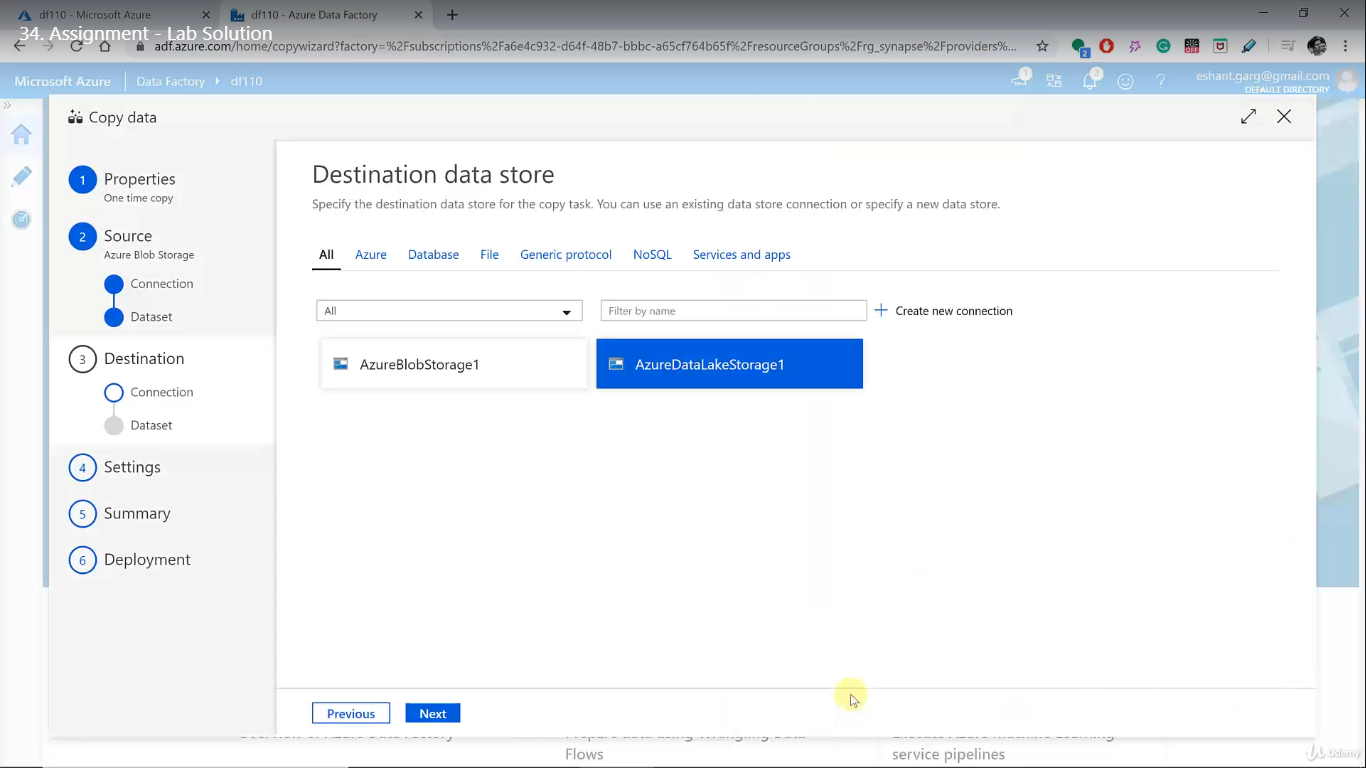 df110 - Microsoft Azure
df110 - Azure Data Factory
34. Assignment - Lab Solution
adf.azure.com/home/copywizard?factory=%2Fsubscriptions%2Fa6e4c932-d64f-48b7-bbbc-a65cf764b65f%2FresourceGroups%2Frg_synapse%2Fproviders%...
2
OFF
Microsoft Azure
Data Factory
df110
1
2
eshant.garg@gmail.com
DEFAULT DIRECTORY
Copy data
1
Properties
One time copy
2
Source
Azure Blob Storage
Connection
Dataset
3
Destination
Connection
Dataset
4
Settings
5
Summary
6
Deployment
Destination data store
Specify the destination data store for the copy task. You can use an existing data store connection or specify a new data store.
All
Azure
Database
File
Generic protocol
NoSQL
Services and apps
All
Filter by name
Create new connection
AzureBlobStorage1
AzureDataLakeStorage1
Previous
Next
Flows
service pipelines
Udemy